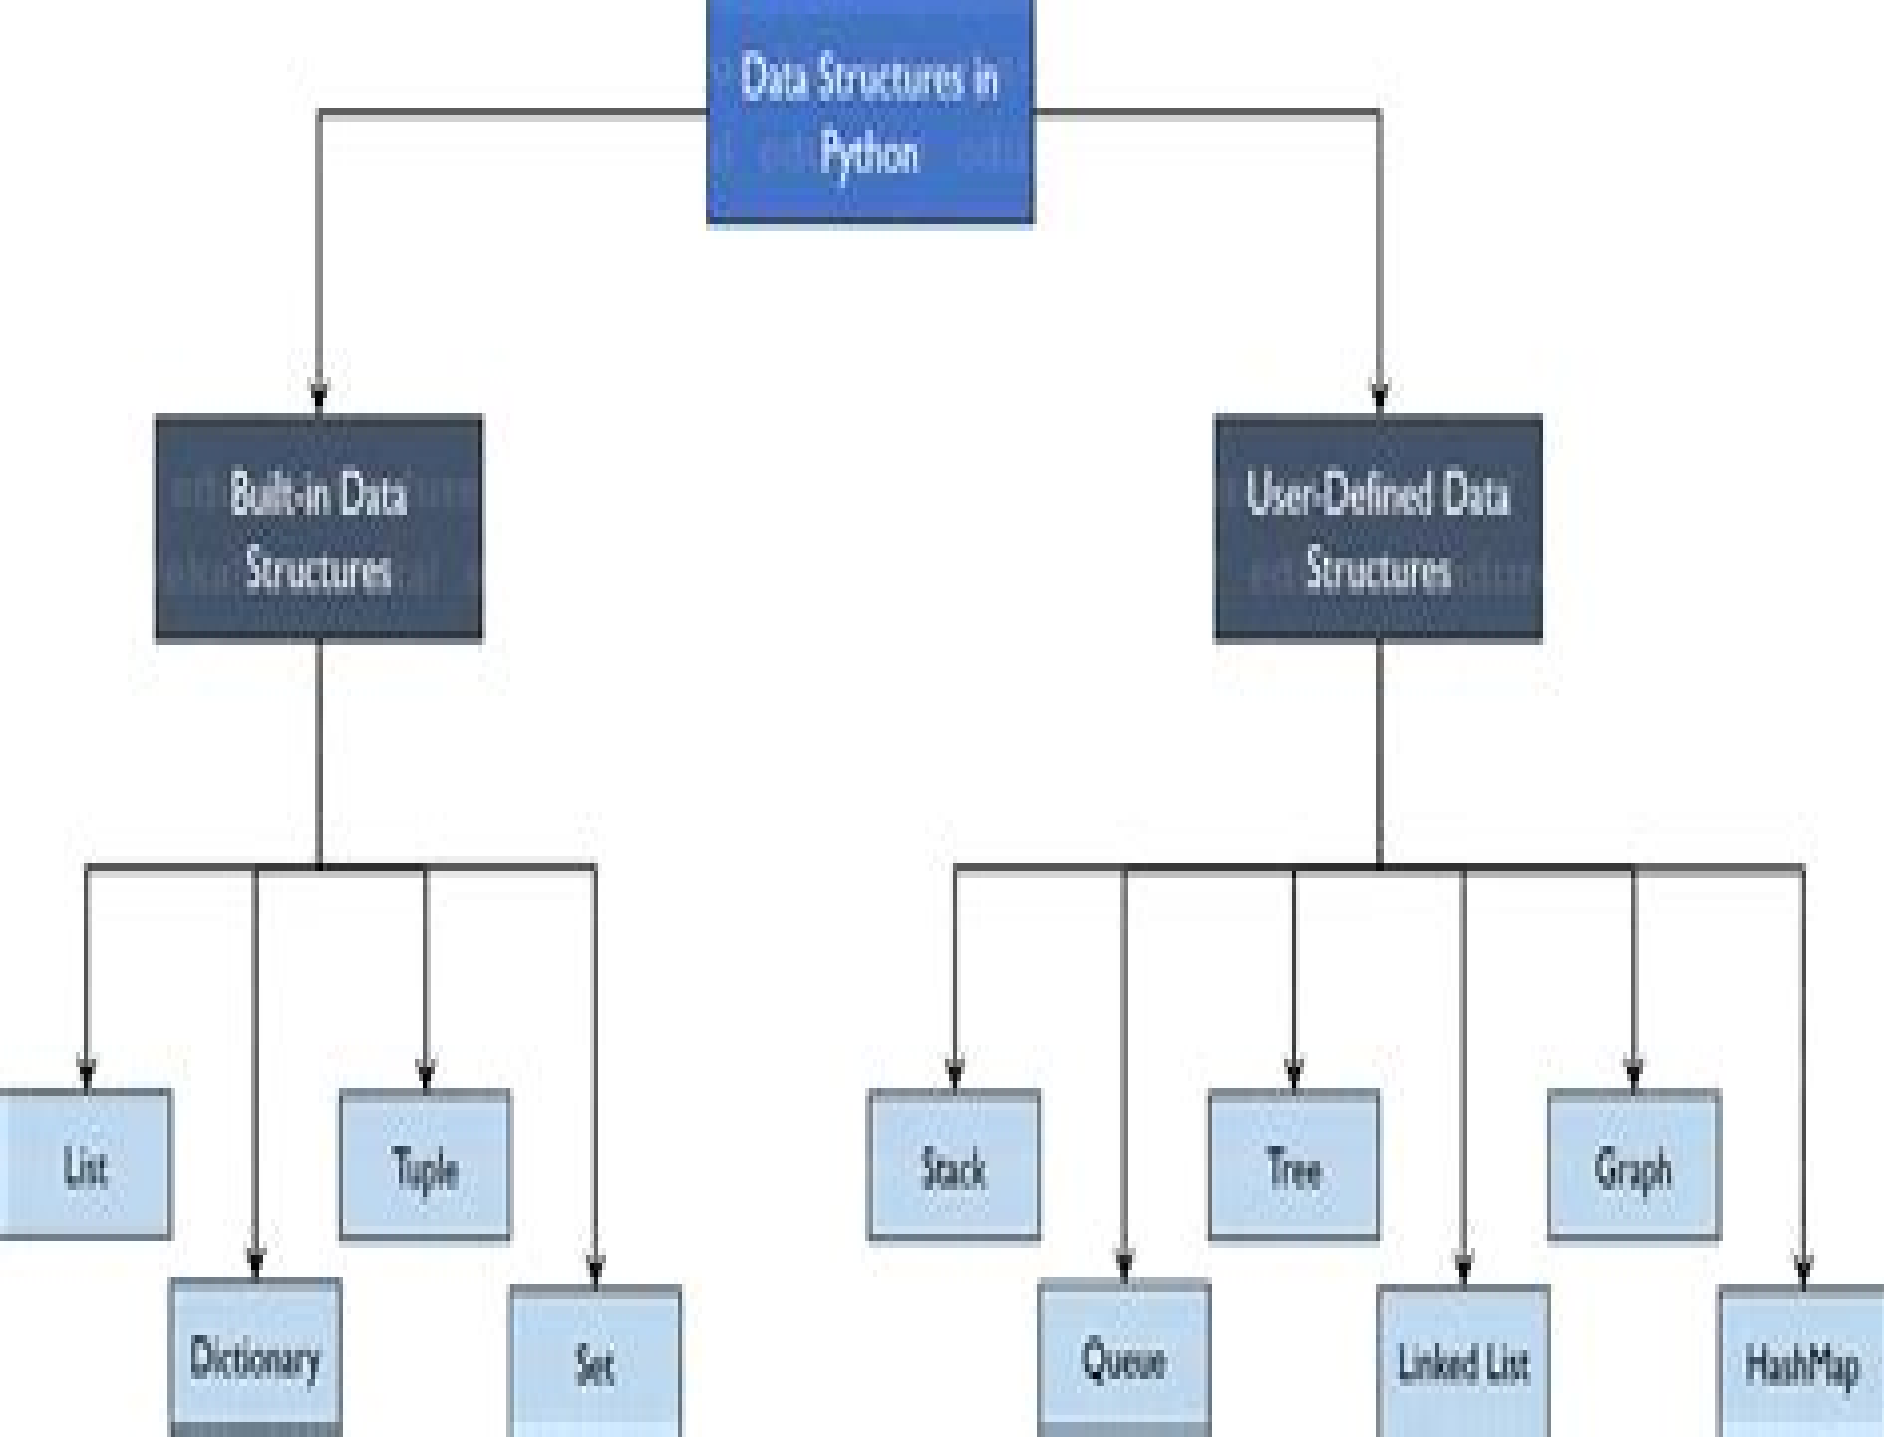 Data Structures in
Python
Built-in Data
Structures
User-Defined Data
Structures
List
Tuple
Stack
Tree
Graph
Dictionary
Set
Queue
Linked List
HashMap